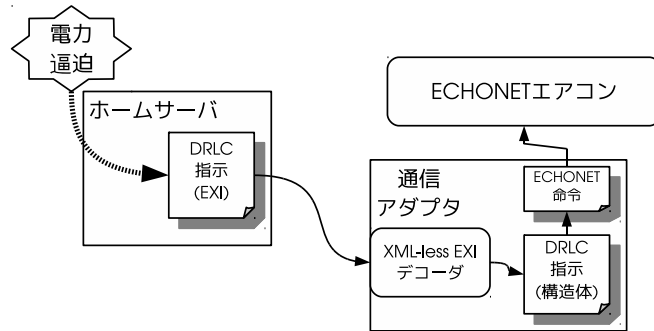 電力
逼迫
ホームサーバ
DRLC
指示
(EXI)
ECHONETエアコン
通信
アダプタ
ECHONET
命令
XML-less EXI
デコーダ
DRLC
指示
(構造体)